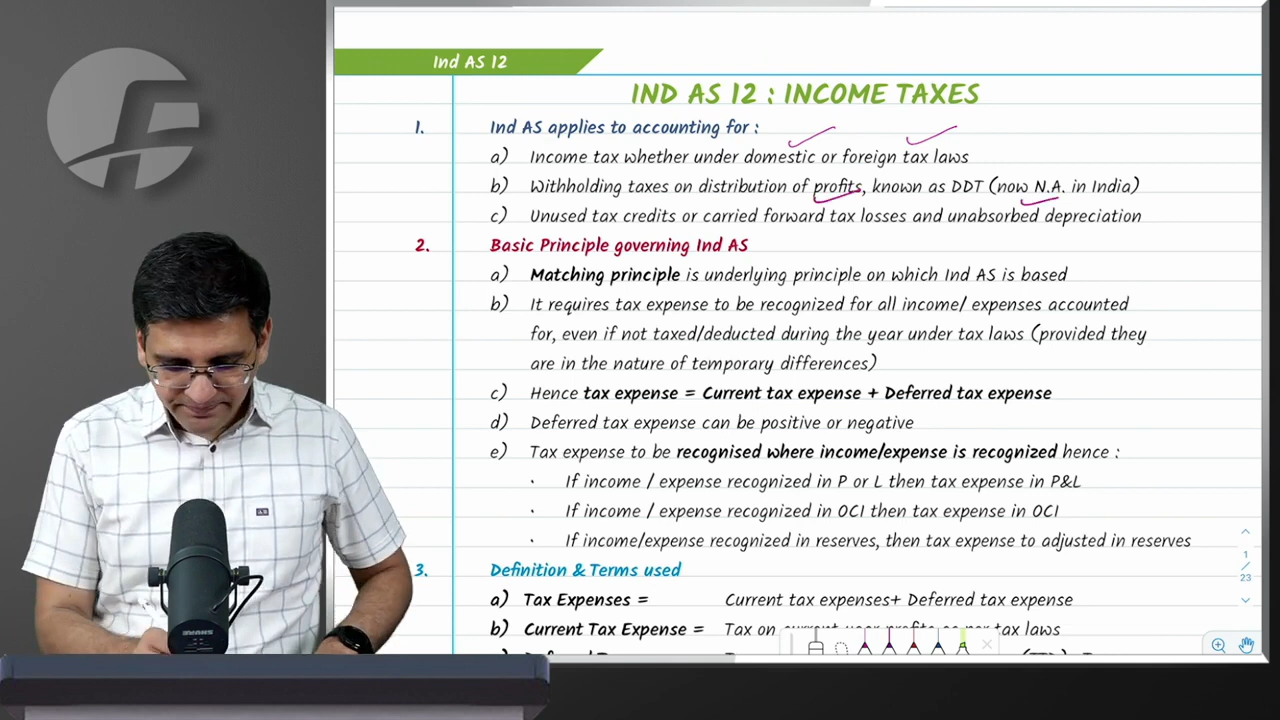 Ind AS 12
IND AS 12 : INCOME TAXES
1. Ind AS applies to accounting for :
a) Income tax whether under domestic or foreign tax laws
b) Withholding taxes on distribution of profits, known as DDT (now N.A. in India)
c) Unused tax credits or carried forward tax losses and unabsorbed depreciation
2. Basic Principle governing Ind AS
a) Matching principle is underlying principle on which Ind AS is based
b) It requires tax expense to be recognized for all income/ expenses accounted
for, even if not taxed/deducted during the year under tax laws (provided they
are in the nature of temporary differences)
c) Hence tax expense = Current tax expense + Deferred tax expense
d) Deferred tax expense can be positive or negative
e) Tax expense to be recognised where income/expense is recognized hence :
· If income / expense recognized in P or L then tax expense in P&L
· If income / expense recognized in OCI then tax expense in OCI
· If income/expense recognized in reserves, then tax expense to adjusted in reserves
1
/
23
3. Definition & Terms used
a) Tax Expenses = Current tax expenses+ Deferred tax expense
b) Current Tax Expense = Tax on current year profits as per tax laws